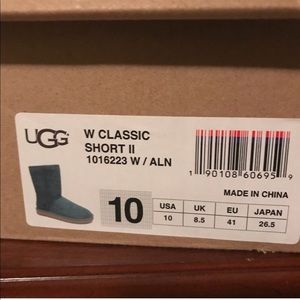 UGG
W CLASSIC
SHORT II
1016223 W / ALN
1 90108 60695 9
MADE IN CHINA
10
USA UK EU JAPAN
10 8.5 41 26.5